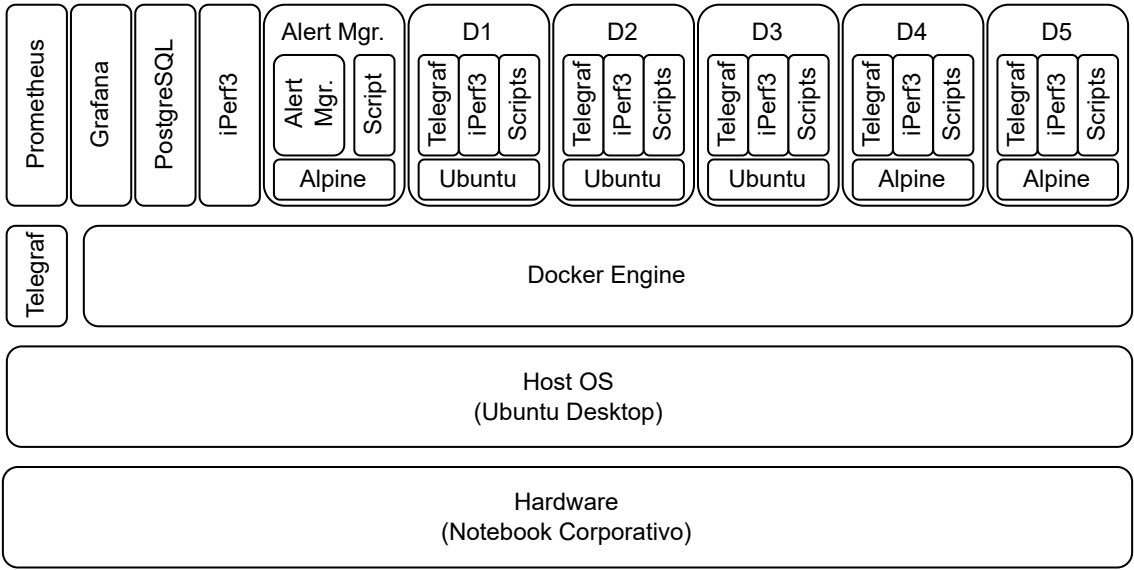 Prometheus
Grafana
PostgreSQL
iPerf3
Alert Mgr.
Alert
Mgr.
Script
Alpine
D1
Telegraf
iPerf3
Scripts
Ubuntu
D2
Telegraf
iPerf3
Scripts
Ubuntu
D3
Telegraf
iPerf3
Scripts
Ubuntu
D4
Telegraf
iPerf3
Scripts
Alpine
D5
Telegraf
iPerf3
Scripts
Alpine
Telegraf
Docker Engine
Host OS
(Ubuntu Desktop)
Hardware
(Notebook Corporativo)